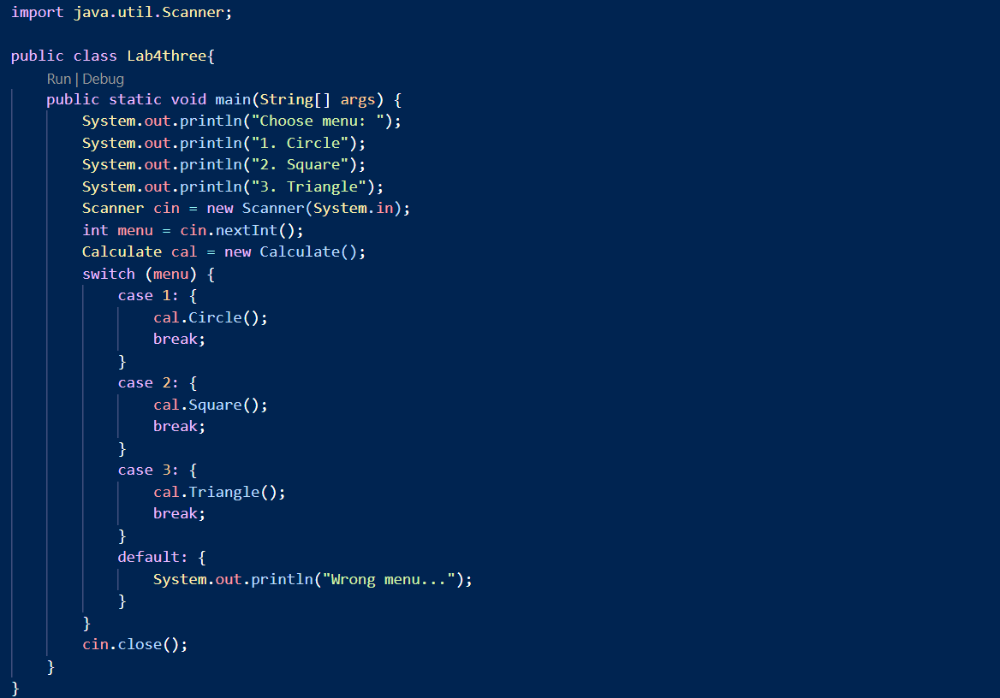 import java.util.Scanner;
public class Lab4three{
Run | Debug
public static void main(String[] args) {
System.out.println("Choose menu: ");
System.out.println("1. Circle");
System.out.println("2. Square");
System.out.println("3. Triangle");
Scanner cin = new Scanner(System.in);
int menu = cin.nextInt();
Calculate cal = new Calculate();
switch (menu) {
case 1: {
cal.Circle();
break;
}
case 2: {
cal.Square();
break;
}
case 3: {
cal.Triangle();
break;
}
default: {
System.out.println("Wrong menu...");
}
}
cin.close();
}
}